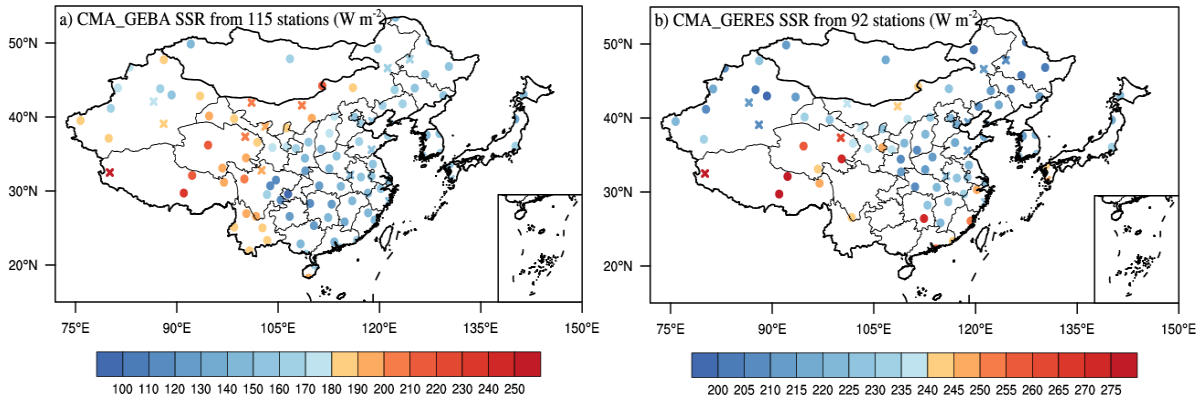 a) CMA_GEBA SSR from 115 stations (W m-2
50°N
40°N
30°N
20°N
75°E 90°E 105°E 120°E 135°E 150°E
100 110 120 130 140 150 160 170 180 190 200 210 220 230 240 250
b) CMA_GERES SSR from 92 stations (W m-2
50°N
40°N
30°N
20°N
75°E 90°E 105°E 120°E 135°E 150°E
200 205 210 215 220 225 230 235 240 245 250 255 260 265 270 275